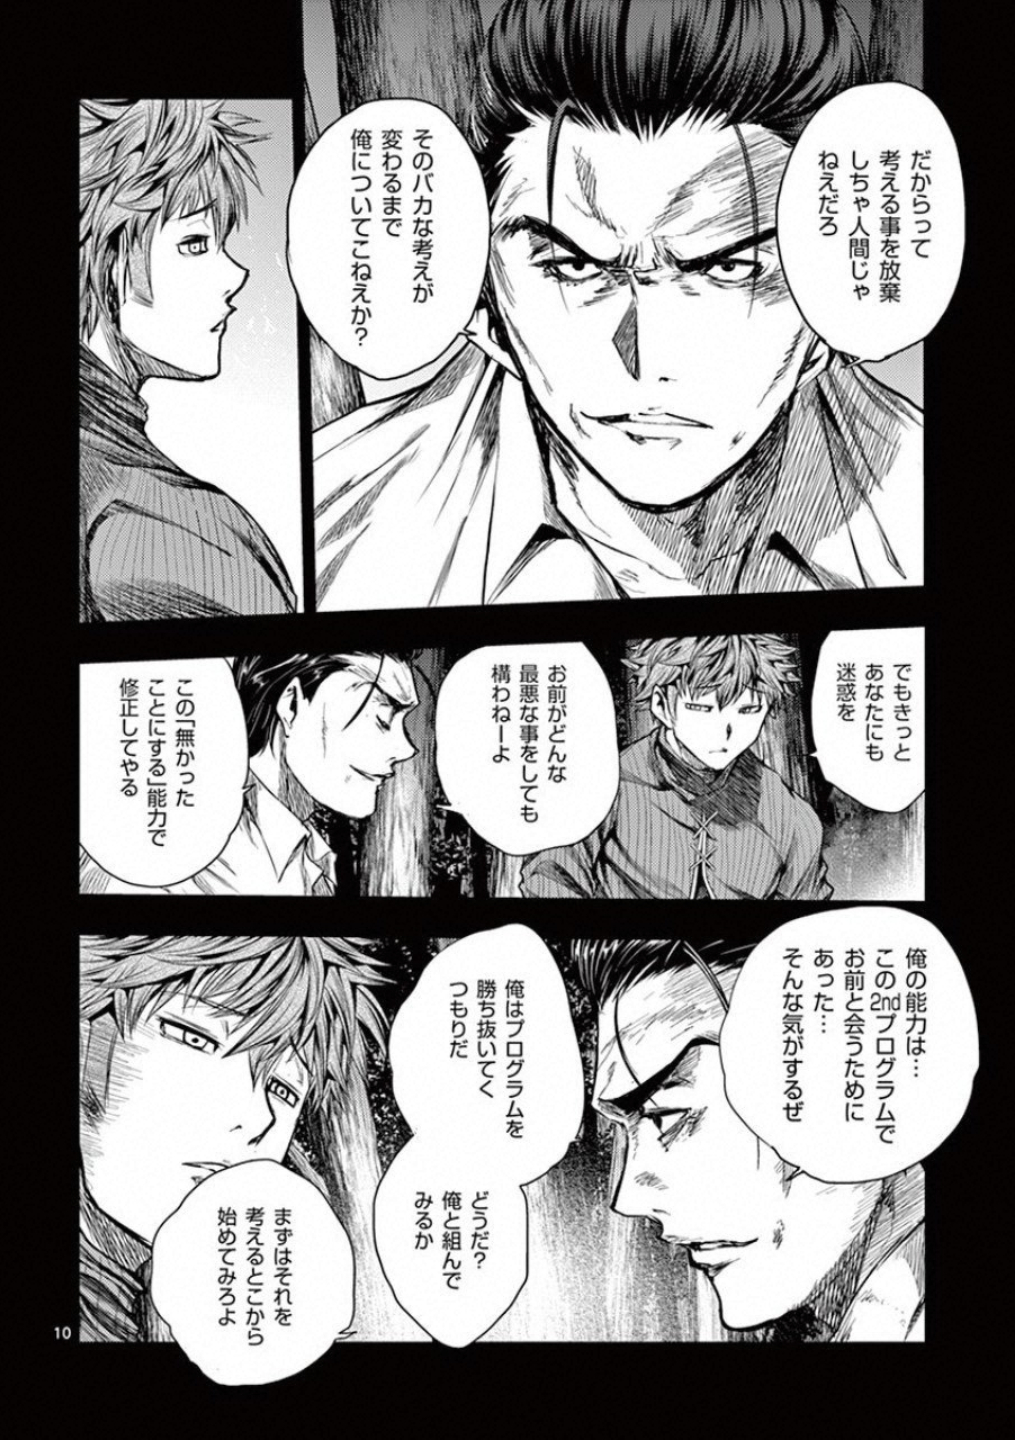 だからって
考える事を放棄
しちゃ人間じゃ
ねえだろ
そのバカな考えが
変わるまで
俺についてこねえか?
でもきっと
あなたにも
迷惑を
お前がどんな
最悪な事をしても
構わねーよ
この「無かった
ことにする」能力で
修正してやる
俺の能力は…
この2ndプログラムで
お前と会うために
あった…
そんな気がするぜ
俺はプログラムを
勝ち抜いてく
つもりだ
どうだ?
俺と組んで
みるか
まずはそれを
考えるとこから
始めてみろよ
10